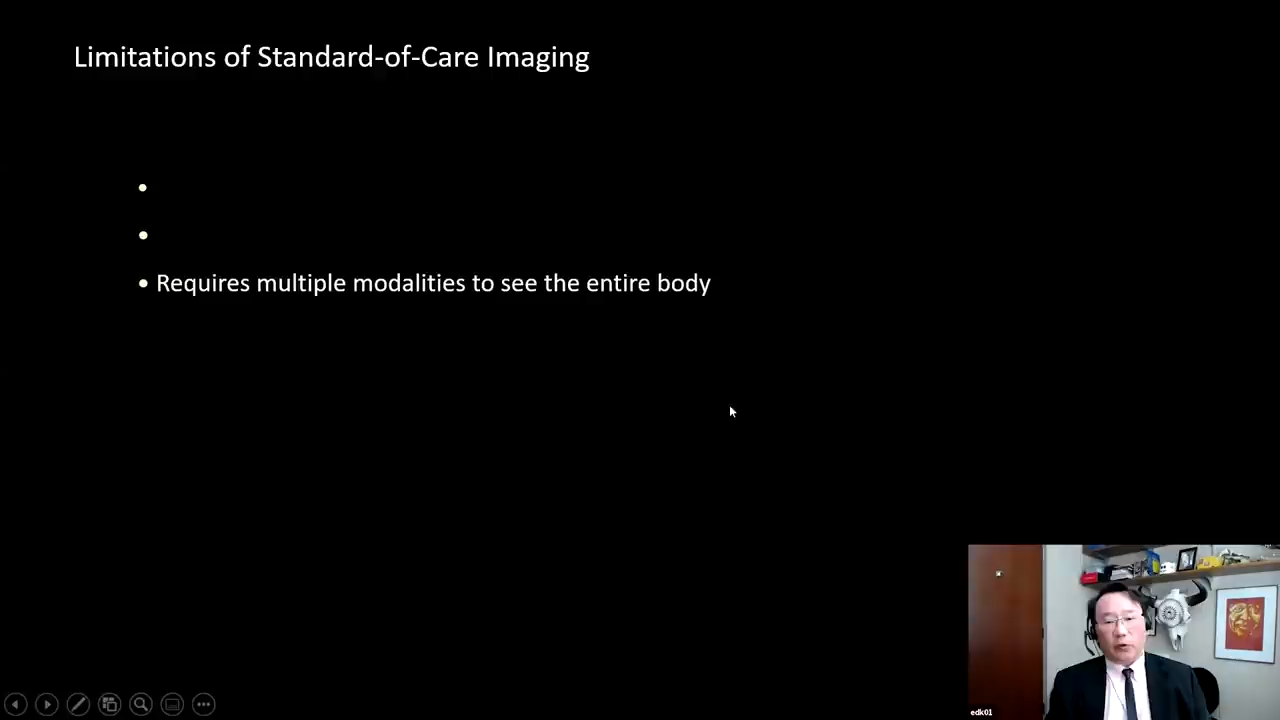 Limitations of Standard-of-Care Imaging
• Requires multiple modalities to see the entire body
edk01